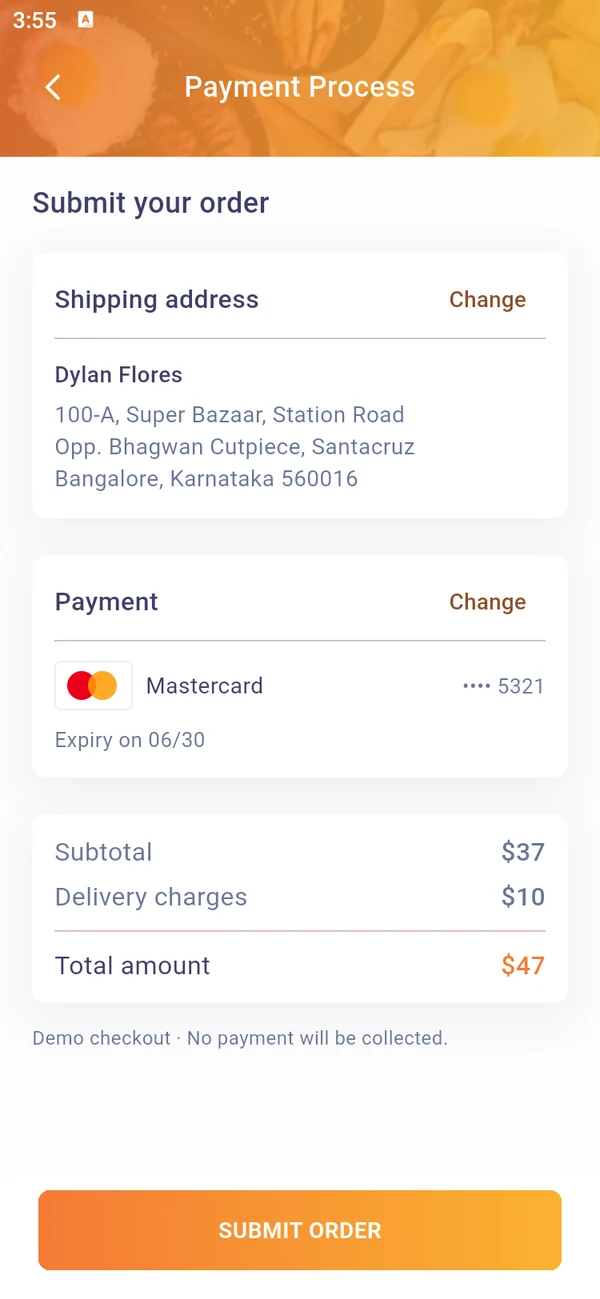 3:55
A
Payment Process
Submit your order
Shipping address
Change
Dylan Flores
100-A, Super Bazaar, Station Road
Opp. Bhagwan Cutpiece, Santacruz
Bangalore, Karnataka 560016
Payment
Change
Mastercard
•••• 5321
Expiry on 06/30
Subtotal
$37
Delivery charges
$10
Total amount
$47
Demo checkout · No payment will be collected.
SUBMIT ORDER